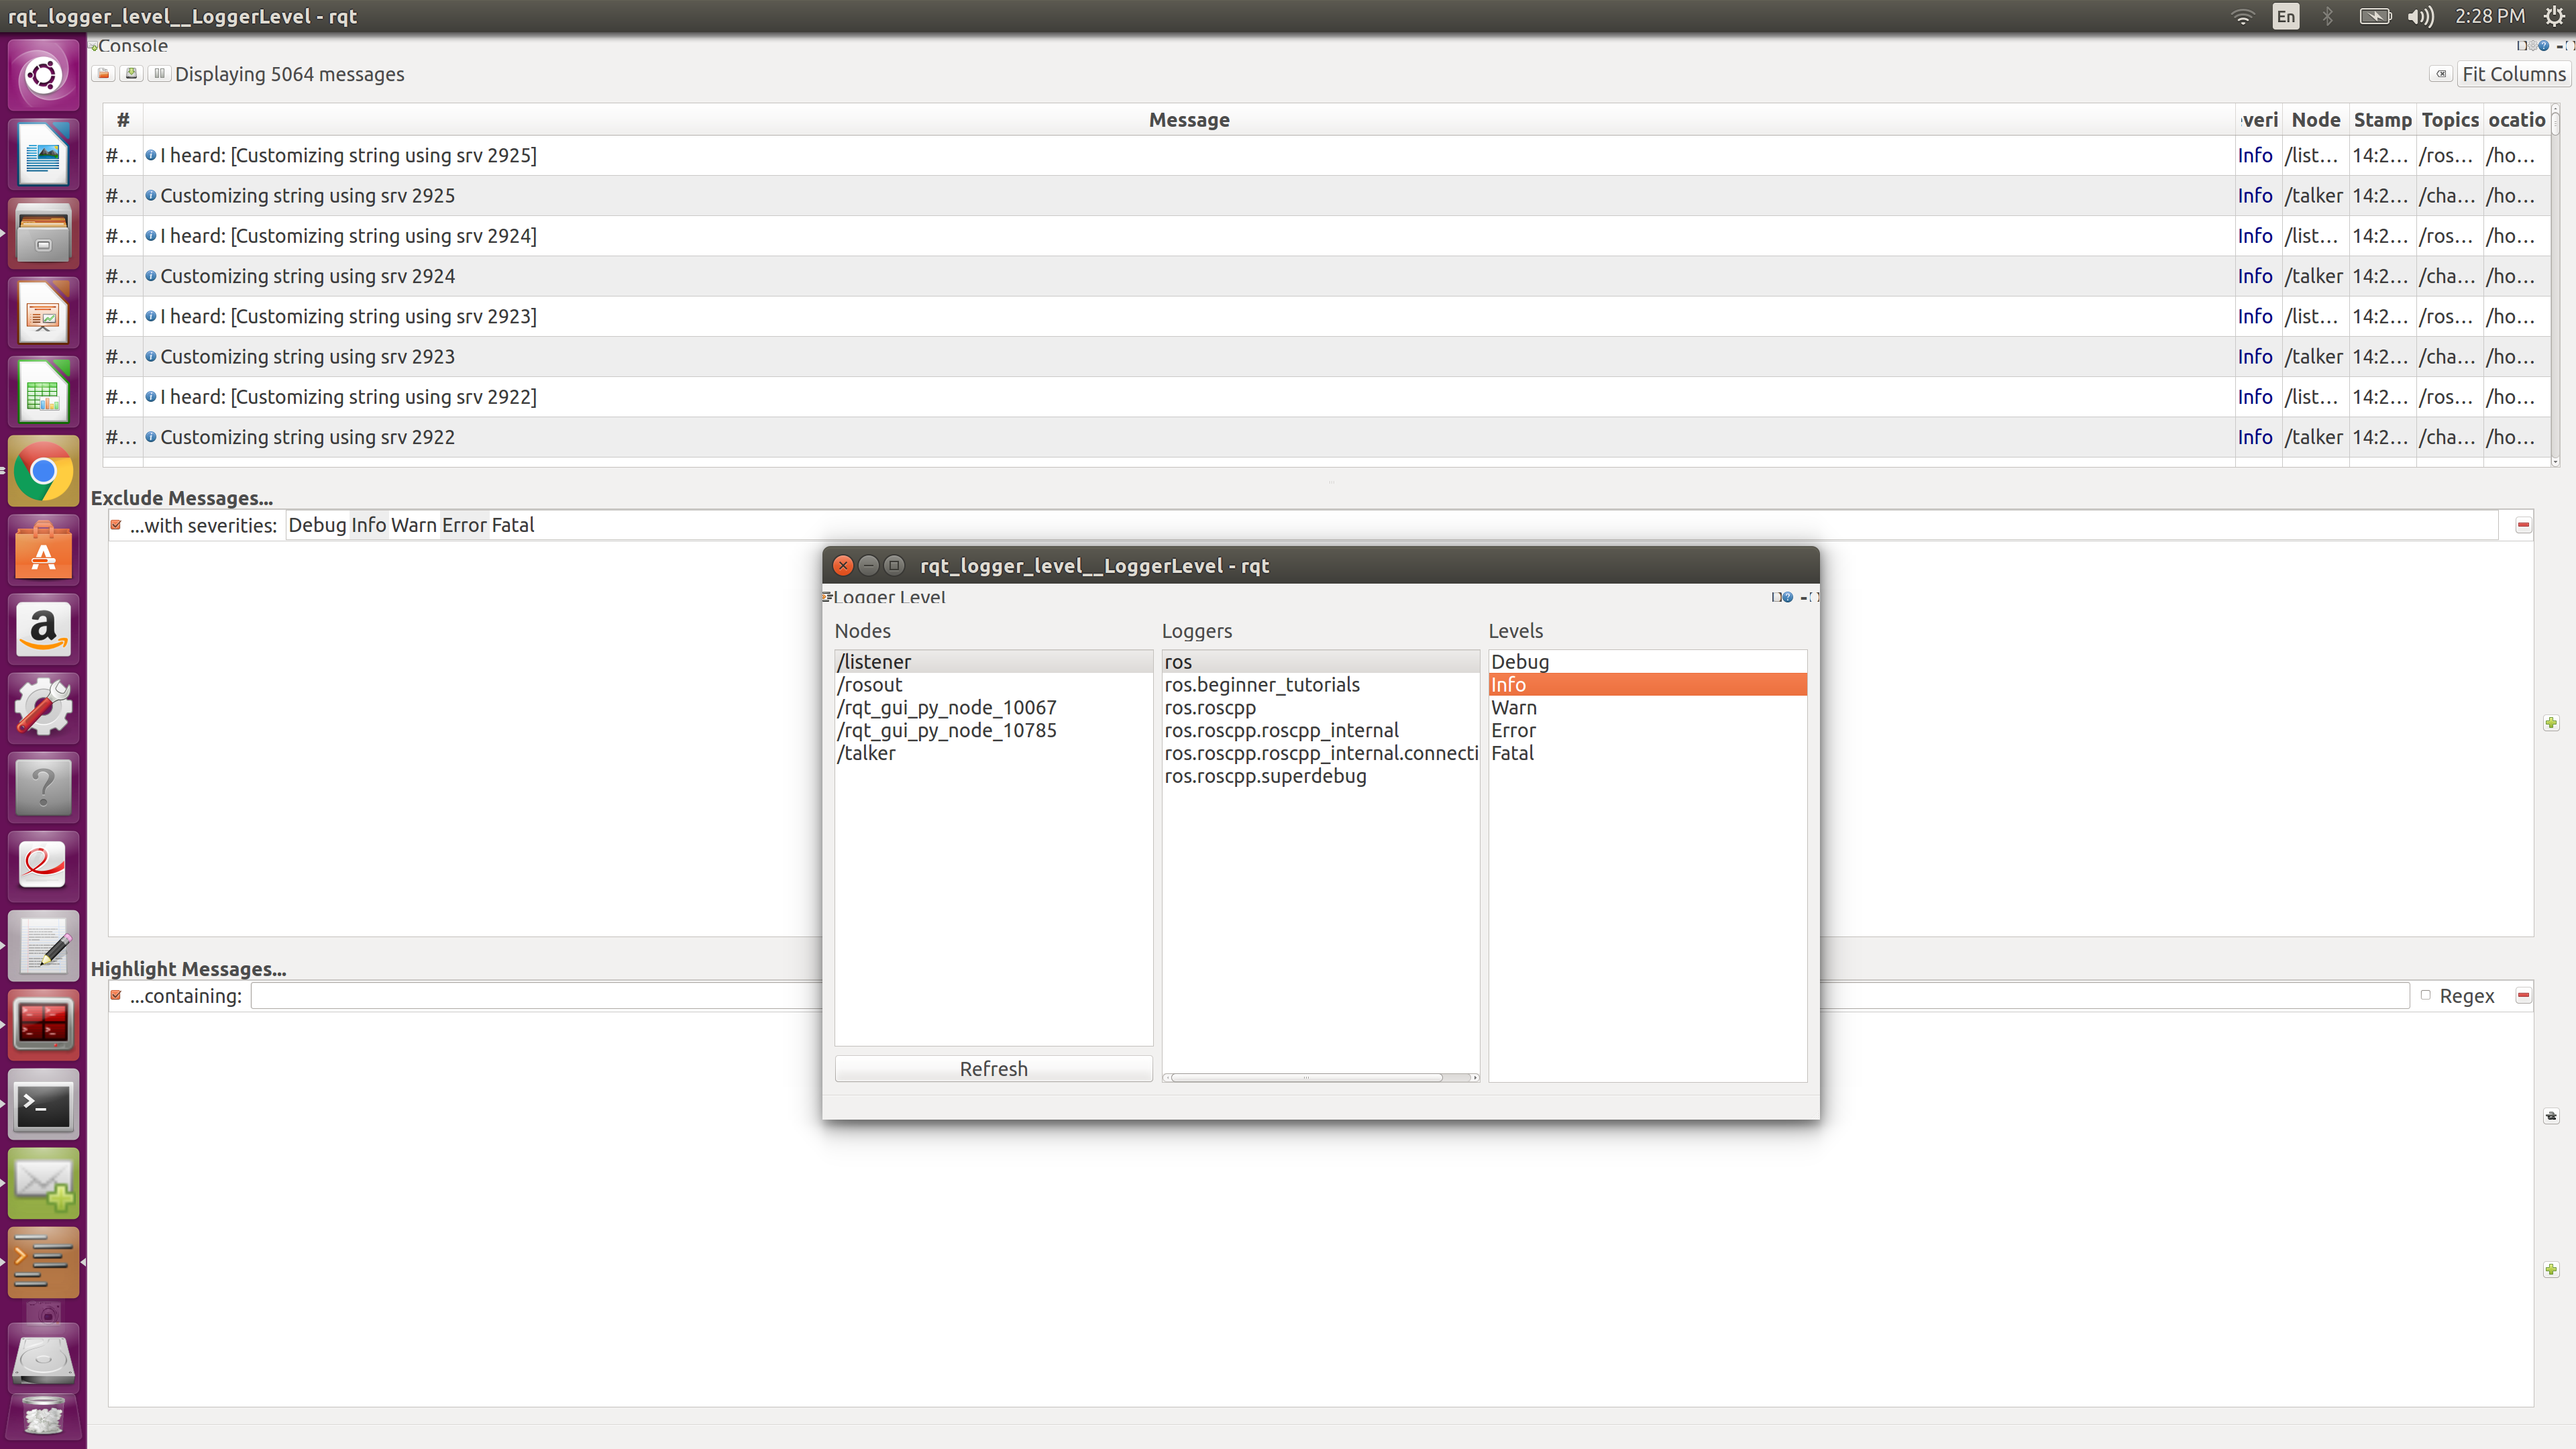 rqt_logger_level__LoggerLevel - rqt
En
2:28 PM
Console
Displaying 5064 messages
Fit Columns
# Message veri Node Stamp Topics ocatio
#... I heard: [Customizing string using srv 2925] Info /list... 14:2... /ros... /ho...
#... Customizing string using srv 2925 Info /talker 14:2... /cha... /ho...
#... I heard: [Customizing string using srv 2924] Info /list... 14:2... /ros... /ho...
#... Customizing string using srv 2924 Info /talker 14:2... /cha... /ho...
#... I heard: [Customizing string using srv 2923] Info /list... 14:2... /ros... /ho...
#... Customizing string using srv 2923 Info /talker 14:2... /cha... /ho...
#... I heard: [Customizing string using srv 2922] Info /list... 14:2... /ros... /ho...
#... Customizing string using srv 2922 Info /talker 14:2... /cha... /ho...
Exclude Messages...
...with severities: Debug Info Warn Error Fatal
rqt_logger_level__LoggerLevel - rqt
Logger Level
Nodes
/listener
/rosout
/rqt_gui_py_node_10067
/rqt_gui_py_node_10785
/talker
Refresh
Loggers
ros
ros.beginner_tutorials
ros.roscpp
ros.roscpp.roscpp_internal
ros.roscpp.roscpp_internal.connecti
ros.roscpp.superdebug
Levels
Debug
Info
Warn
Error
Fatal
Highlight Messages...
...containing:
Regex